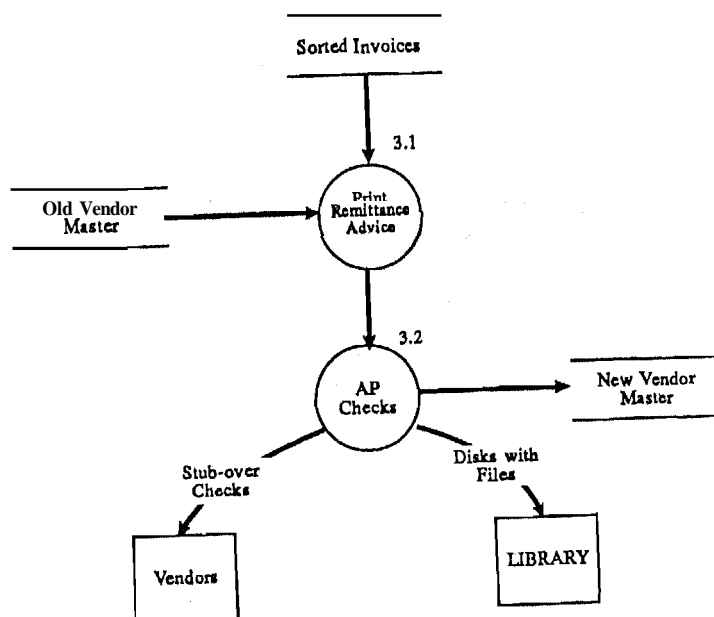 Sorted Invoices
3.1
Print
Remittance
Advice
Old Vendor
Master
3.2
AP
Checks
New Vendor
Master
Stub-over
Checks
Disks with
Files
Vendors
LIBRARY